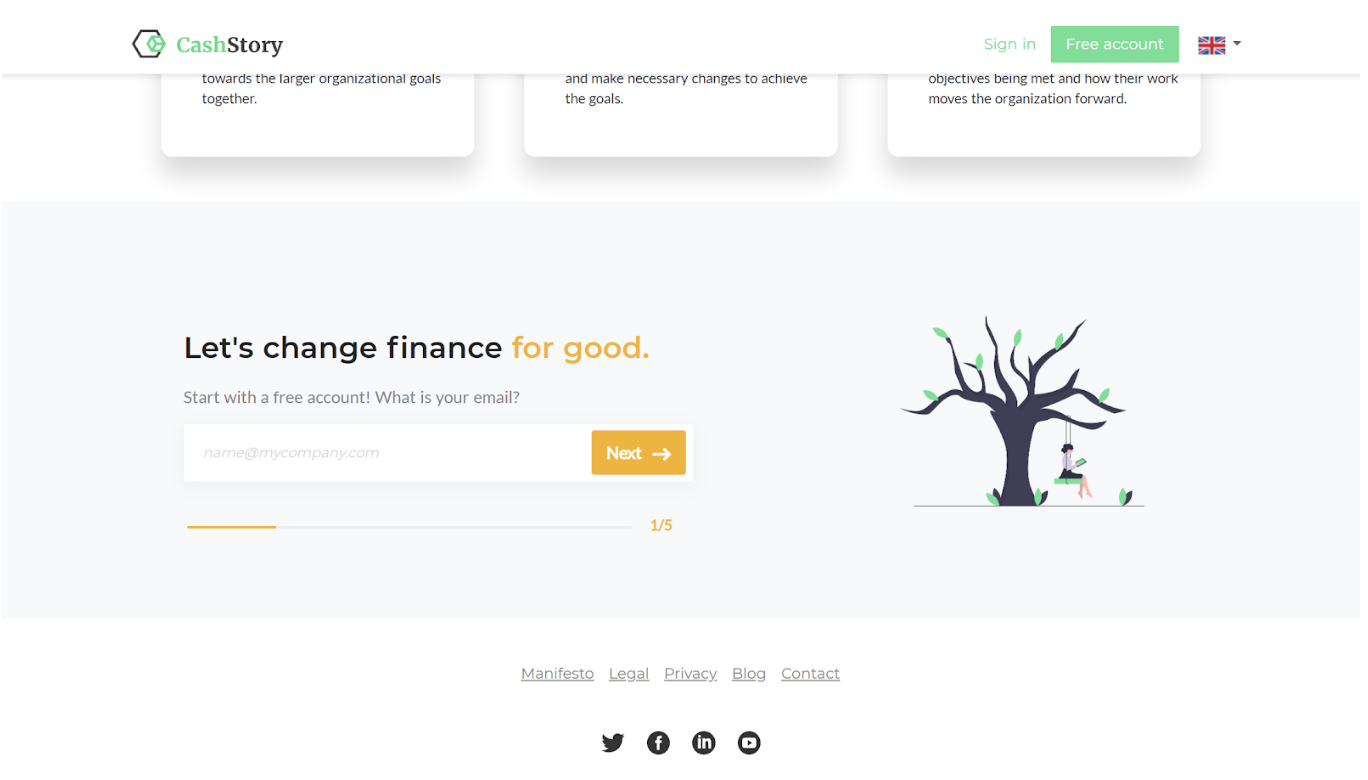 CashStory
Sign in
Free account
towards the larger organizational goals
together.
and make necessary changes to achieve
the goals.
objectives being met and how their work
moves the organization forward.
Let's change finance for good.
Start with a free account! What is your email?
name@mycompany.com
Next
1/5
Manifesto
Legal
Privacy
Blog
Contact